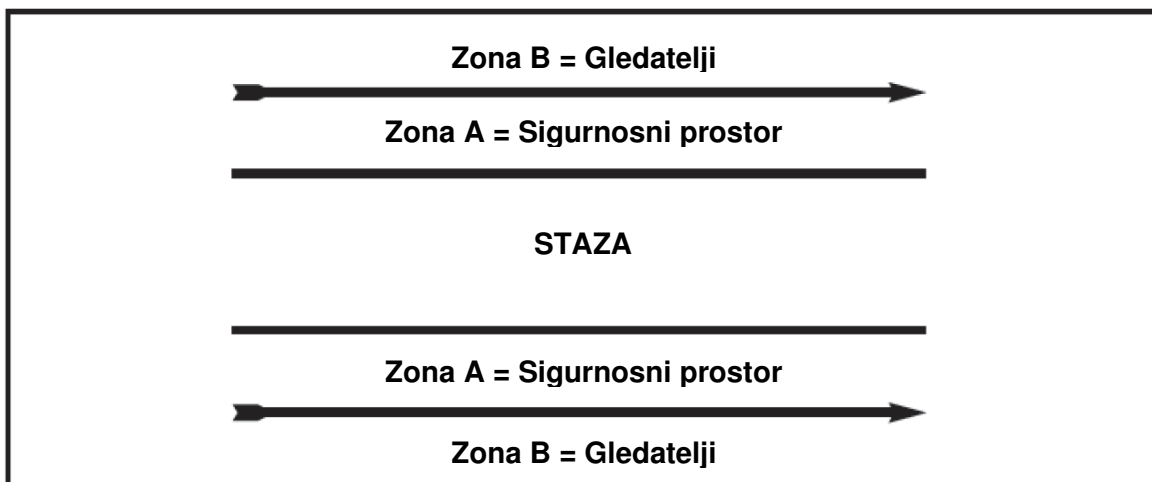 Zona B = Gledatelji
Zona A = Sigurnosni prostor
STAZA
Zona A = Sigurnosni prostor
Zona B = Gledatelji